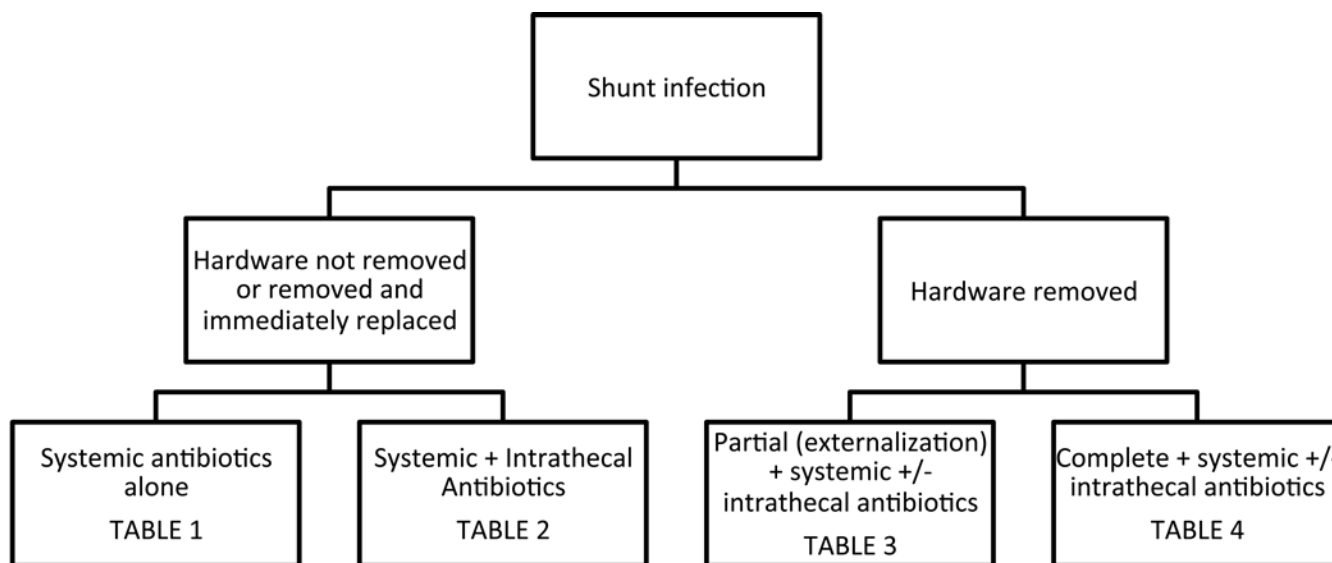 Shunt infection
Hardware not removed
or removed and
immediately replaced
Hardware removed
Systemic antibiotics
alone
TABLE 1
Systemic + Intrathecal
Antibiotics
TABLE 2
Partial (externalization)
+ systemic +/-
intrathecal antibiotics
TABLE 3
Complete + systemic +/-
intrathecal antibiotics
TABLE 4